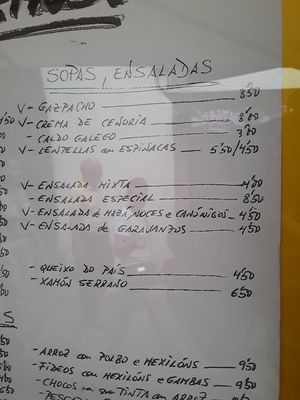 SOPAS, ENSALADAS
V- GAZPACHO 8'50
V- CREMA DE CENORIA 8'00
- CALDO GALEGO 3'00
V- LENTELLAS con ESPINACAS - 5'50/4'50
V- ENSALADA MIXTA 4'00
- ENSALADA ESPECIAL 8'50
V- ENSALADA de MAZÁ, NOCES e CANÓNIGOS - 4'50
V- ENSALADA de GARAVANZOS 4'50
- QUEIXO DO PAÍS 4'50
- XAMÓN SERRANO 6'50
- ARROZ con POLBO e MEXILÓNS 9'50
- FIDEOS con MEXILÓNS e GAMBAS - 9'50
- CHOCOS na súa TINTA con ARROZ